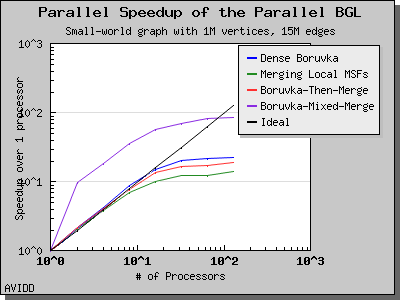 Parallel Speedup of the Parallel BGL
Small-world graph with 1M vertices, 15M edges
Speedup over 1 processor
10^3
10^2
10^1
10^0
Dense Boruvka
Merging Local MSFs
Boruvka-Then-Merge
Boruvka-Mixed-Merge
Ideal
10^0 10^1 10^2 10^3
# of Processors
AVIDD